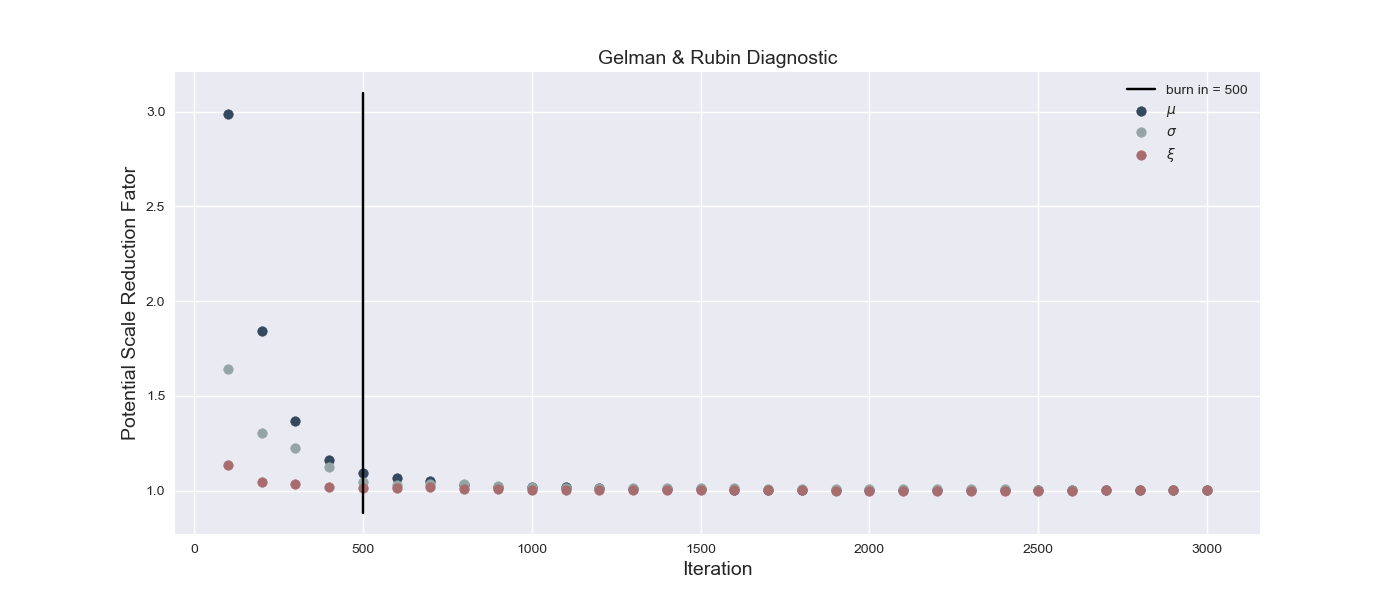 Gelman & Rubin Diagnostic
burn in = 500
μ
σ
ξ
Potential Scale Reduction Fator
3.0
2.5
2.0
1.5
1.0
0 500 1000 1500 2000 2500 3000
Iteration